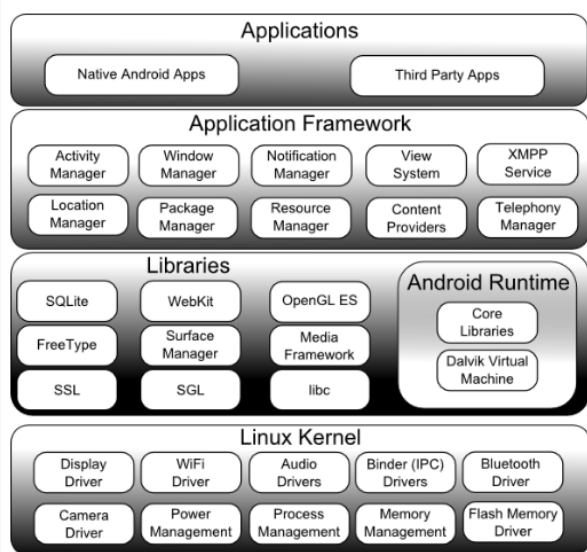 Applications
Native Android Apps
Third Party Apps
Application Framework
Activity
Manager
Window
Manager
Notification
Manager
View
System
XMPP
Service
Location
Manager
Package
Manager
Resource
Manager
Content
Providers
Telephony
Manager
Libraries
SQLite
WebKit
OpenGL ES
FreeType
Surface
Manager
Media
Framework
SSL
SGL
libc
Android Runtime
Core
Libraries
Dalvik Virtual
Machine
Linux Kernel
Display
Driver
WiFi
Driver
Audio
Drivers
Binder (IPC)
Drivers
Bluetooth
Driver
Camera
Driver
Power
Management
Process
Management
Memory
Management
Flash Memory
Driver